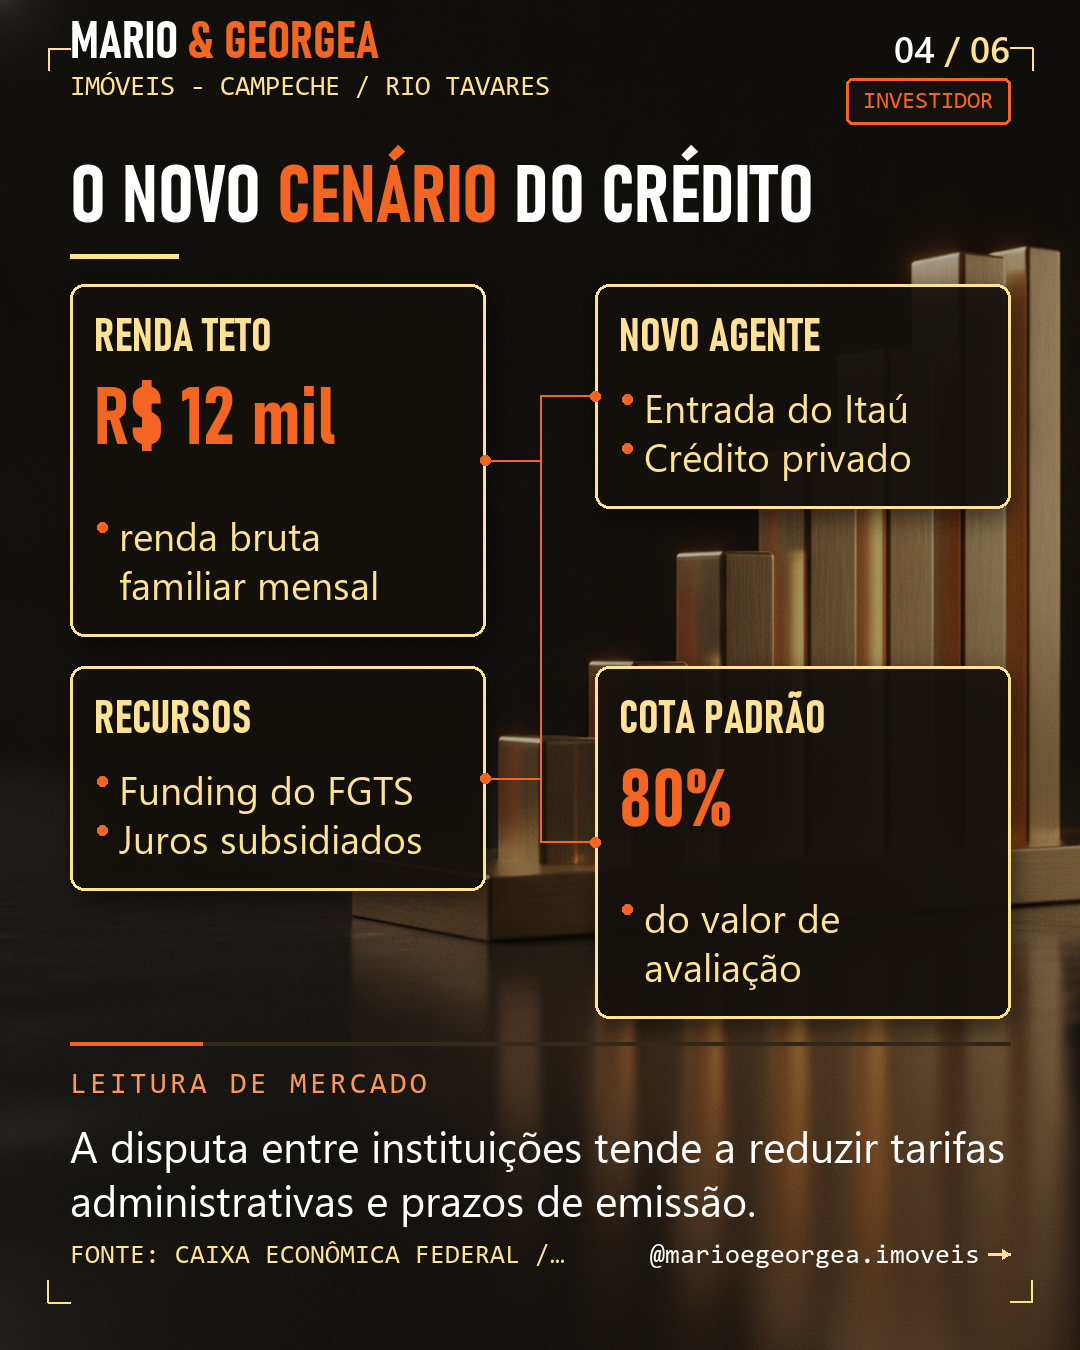 MARIO & GEORGEA
IMÓVEIS - CAMPECHE / RIO TAVARES
04 / 06
INVESTIDOR
O NOVO CENÁRIO DO CRÉDITO
RENDA TETO
R$ 12 mil
• renda bruta
familiar mensal
NOVO AGENTE
• Entrada do Itaú
• Crédito privado
RECURSOS
• Funding do FGTS
• Juros subsidiados
COTA PADRÃO
80%
• do valor de
avaliação
LEITURA DE MERCADO
A disputa entre instituições tende a reduzir tarifas
administrativas e prazos de emissão.
FONTE: CAIXA ECONÔMICA FEDERAL /…
@marioegeorgea.imoveis